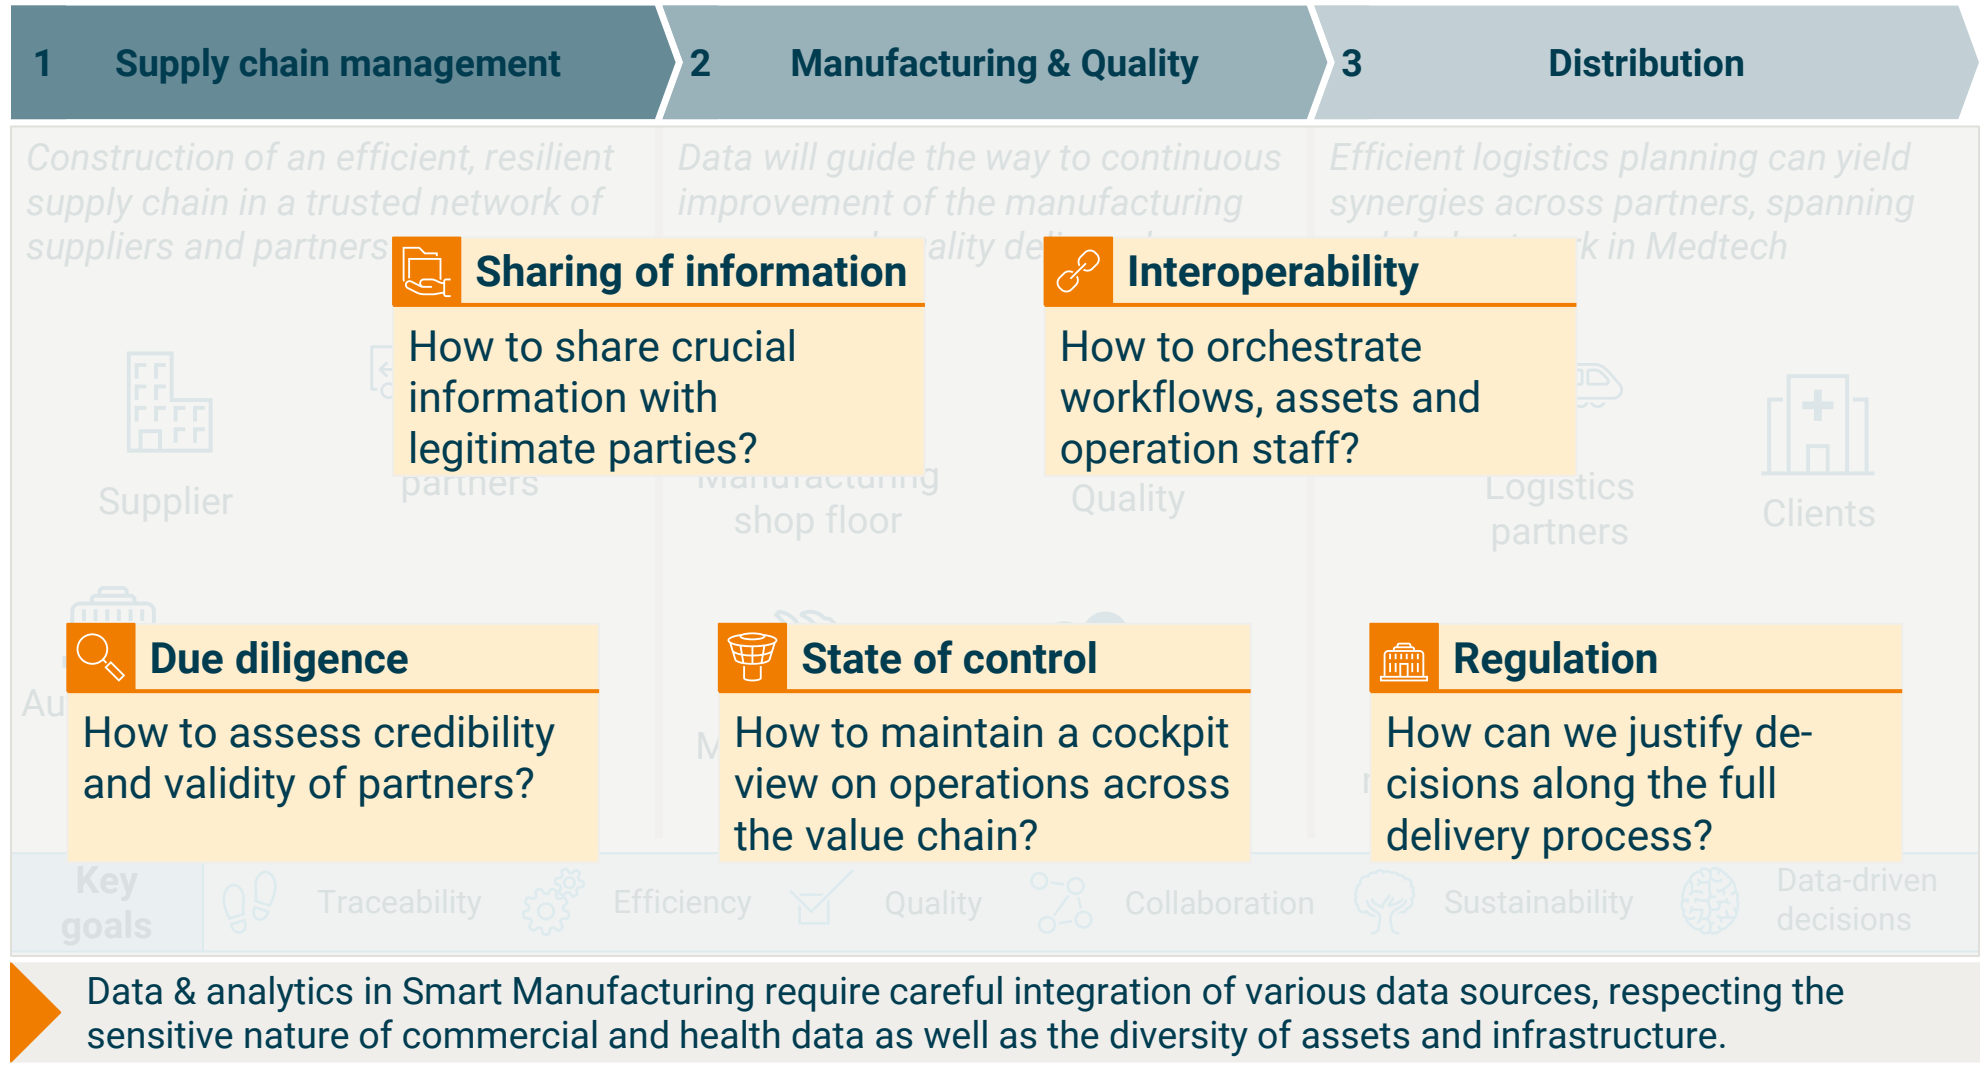 1 Supply chain management
2 Manufacturing & Quality
3 Distribution
Construction of an efficient, resilient
supply chain in a trusted network of
suppliers and partners
Data will guide the way to continuous
improvement of the manufacturing
Efficient logistics planning can yield
synergies across partners, spanning
in Medtech
Sharing of information
How to share crucial
information with
legitimate parties?
Interoperability
How to orchestrate
workflows, assets and
operation staff?
Supplier
partners
Manufacturing
shop floor
Quality
Logistics
partners
Clients
Due diligence
How to assess credibility
and validity of partners?
State of control
How to maintain a cockpit
view on operations across
the value chain?
Regulation
How can we justify de-
cisions along the full
delivery process?
Key
goals
Traceability
Efficiency
Quality
Collaboration
Sustainability
Data-driven
decisions
Data & analytics in Smart Manufacturing require careful integration of various data sources, respecting the
sensitive nature of commercial and health data as well as the diversity of assets and infrastructure.